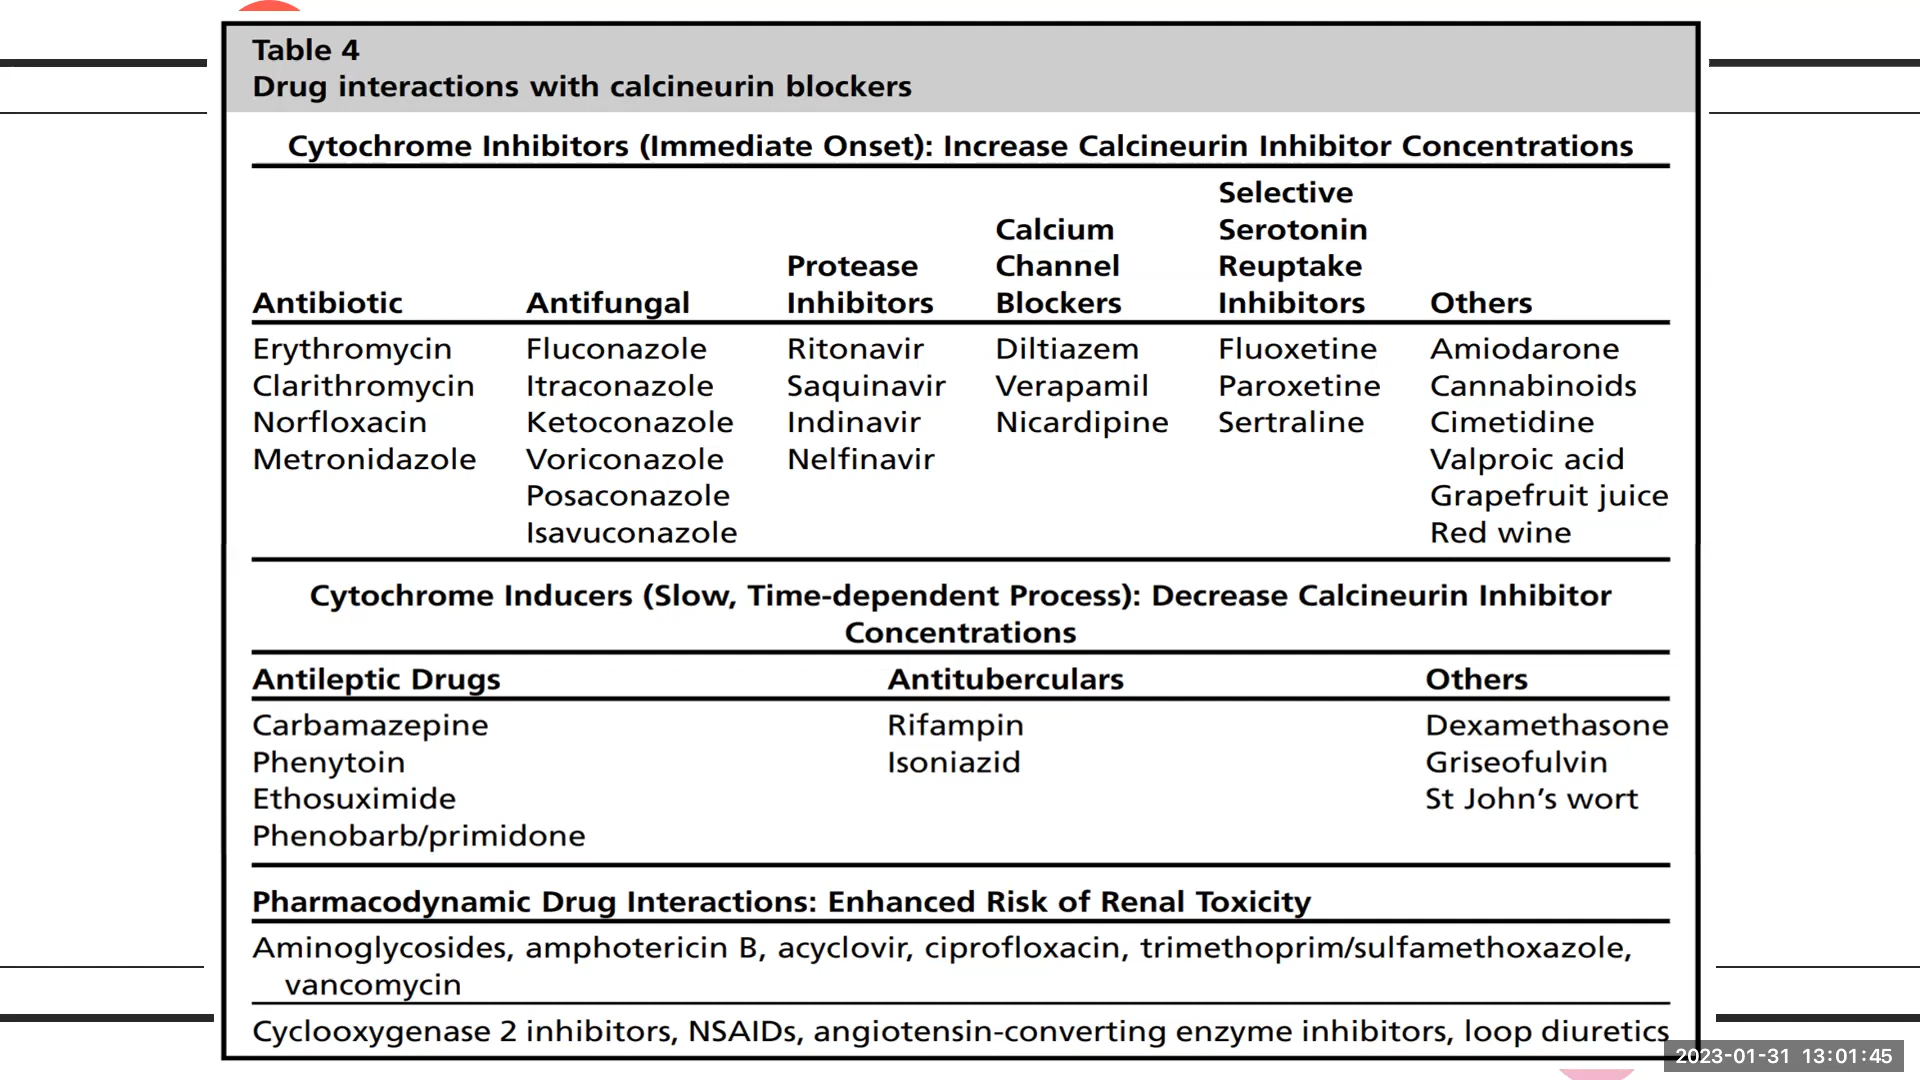 Table 4
Drug interactions with calcineurin blockers
Cytochrome Inhibitors (Immediate Onset): Increase Calcineurin Inhibitor Concentrations
Antibiotic Antifungal Protease Inhibitors Calcium Channel Blockers Selective Serotonin Reuptake Inhibitors Others
Erythromycin Fluconazole Ritonavir Diltiazem Fluoxetine Amiodarone
Clarithromycin Itraconazole Saquinavir Verapamil Paroxetine Cannabinoids
Norfloxacin Ketoconazole Indinavir Nicardipine Sertraline Cimetidine
Metronidazole Voriconazole Nelfinavir Valproic acid
Posaconazole Grapefruit juice
Isavuconazole Red wine
Cytochrome Inducers (Slow, Time-dependent Process): Decrease Calcineurin Inhibitor
Concentrations
Antileptic Drugs Antituberculars Others
Carbamazepine Rifampin Dexamethasone
Phenytoin Isoniazid Griseofulvin
Ethosuximide St John’s wort
Phenobarb/primidone
Pharmacodynamic Drug Interactions: Enhanced Risk of Renal Toxicity
Aminoglycosides, amphotericin B, acyclovir, ciprofloxacin, trimethoprim/sulfamethoxazole,
vancomycin
Cyclooxygenase 2 inhibitors, NSAIDs, angiotensin-converting enzyme inhibitors, loop diuretics
2023-01-31 13:01:45